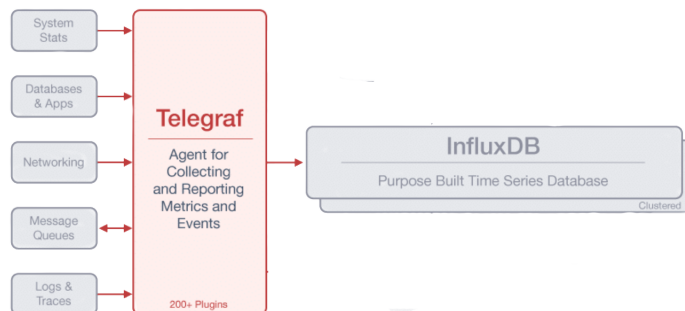 System
Stats
Databases
& Apps
Networking
Message
Queues
Logs &
Traces
Telegraf
Agent for
Collecting
and Reporting
Metrics and
Events
200+ Plugins
InfluxDB
Purpose Built Time Series Database
Clustered